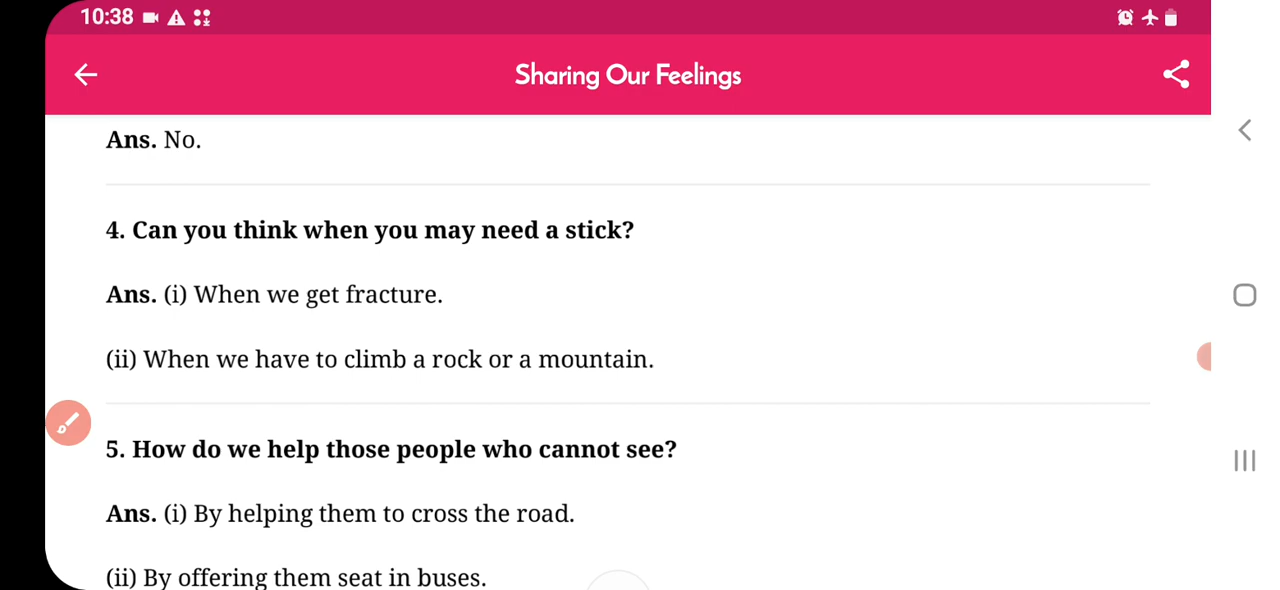 10:38
Sharing Our Feelings
Ans. No.
4. Can you think when you may need a stick?
Ans. (i) When we get fracture.
(ii) When we have to climb a rock or a mountain.
5. How do we help those people who cannot see?
Ans. (i) By helping them to cross the road.
(ii) By offering them seat in buses.